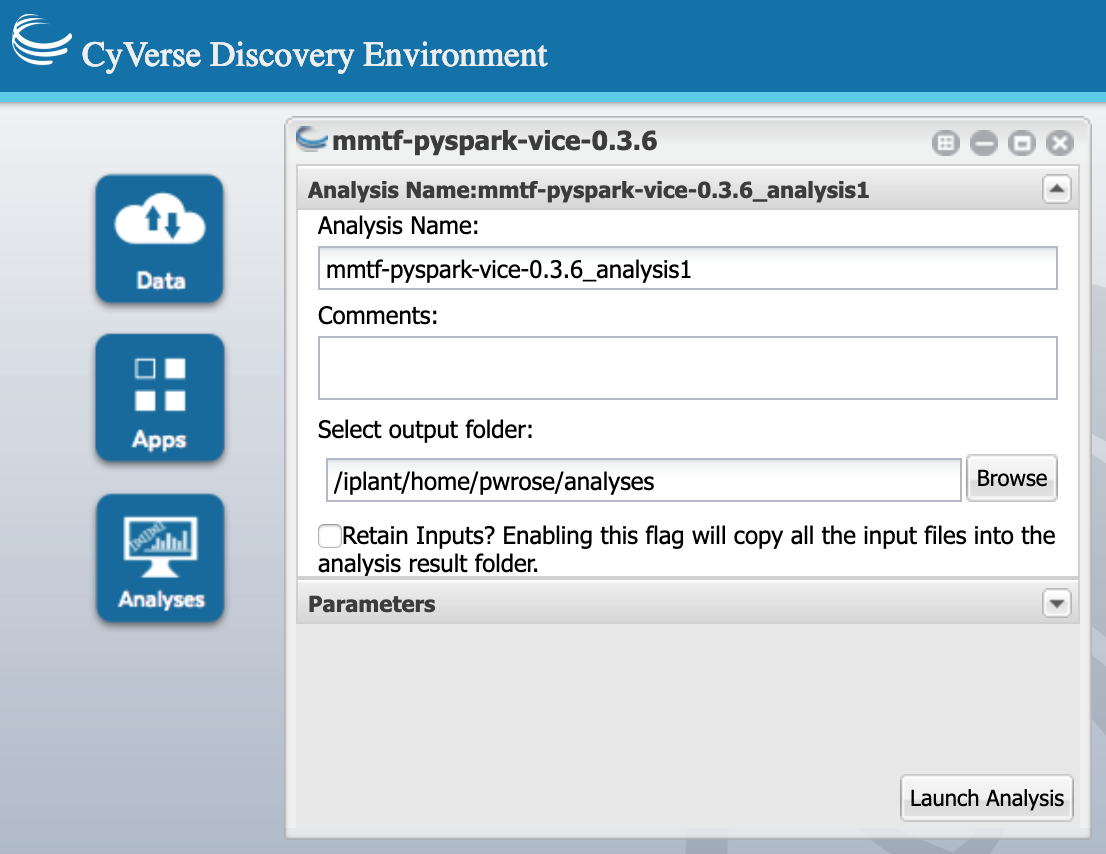 CyVerse Discovery Environment
mmtf-pyspark-vice-0.3.6
Analysis Name:mmtf-pyspark-vice-0.3.6_analysis1
Analysis Name:
mmtf-pyspark-vice-0.3.6_analysis1
Comments:
Select output folder:
/iplant/home/pwrose/analyses
Browse
Retain Inputs? Enabling this flag will copy all the input files into the
analysis result folder.
Parameters
Launch Analysis
Data
Apps
Analyses